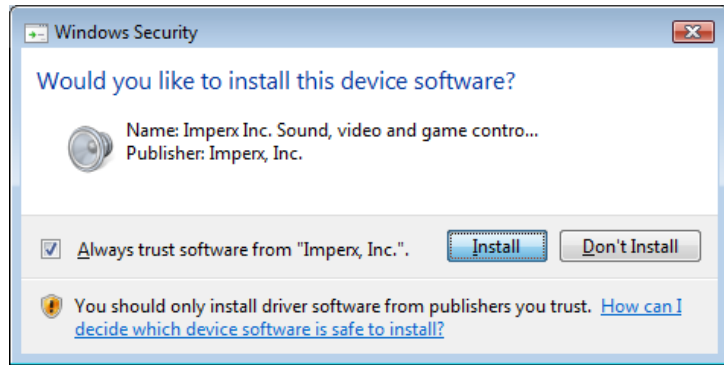 Windows Security
Would you like to install this device software?
Name: Imperx Inc. Sound, video and game contro...
Publisher: Imperx, Inc.
Always trust software from "Imperx, Inc.".
Install
Don't Install
You should only install driver software from publishers you trust. How can I
decide which device software is safe to install?